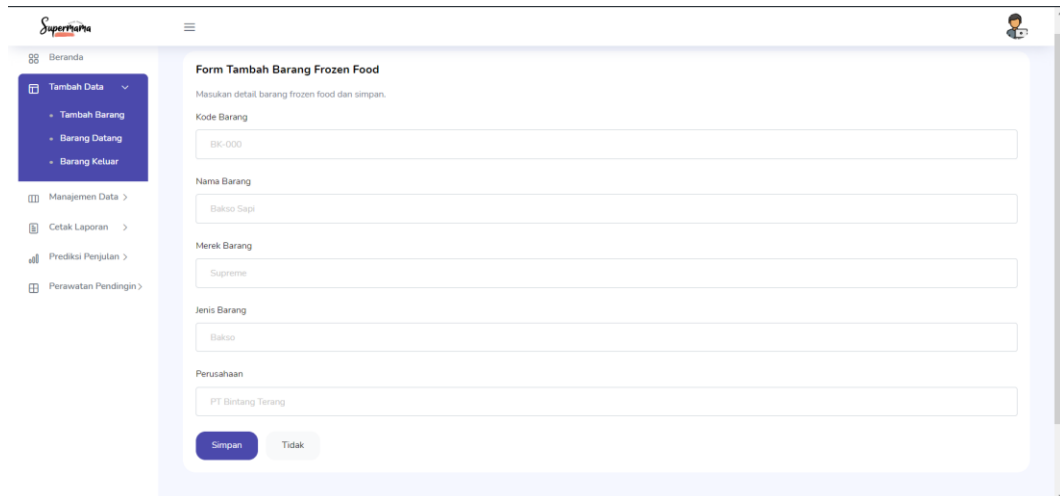 Supermama
Beranda
Tambah Data
Tambah Barang
Barang Datang
Barang Keluar
Manajemen Data >
Cetak Laporan >
Prediksi Penjulan >
Perawatan Pendingin >
Form Tambah Barang Frozen Food
Masukan detail barang frozen food dan simpan.
Kode Barang
BK-000
Nama Barang
Bakso Sapi
Merek Barang
Supreme
Jenis Barang
Bakso
Perusahaan
PT Bintang Terang
Simpan Tidak